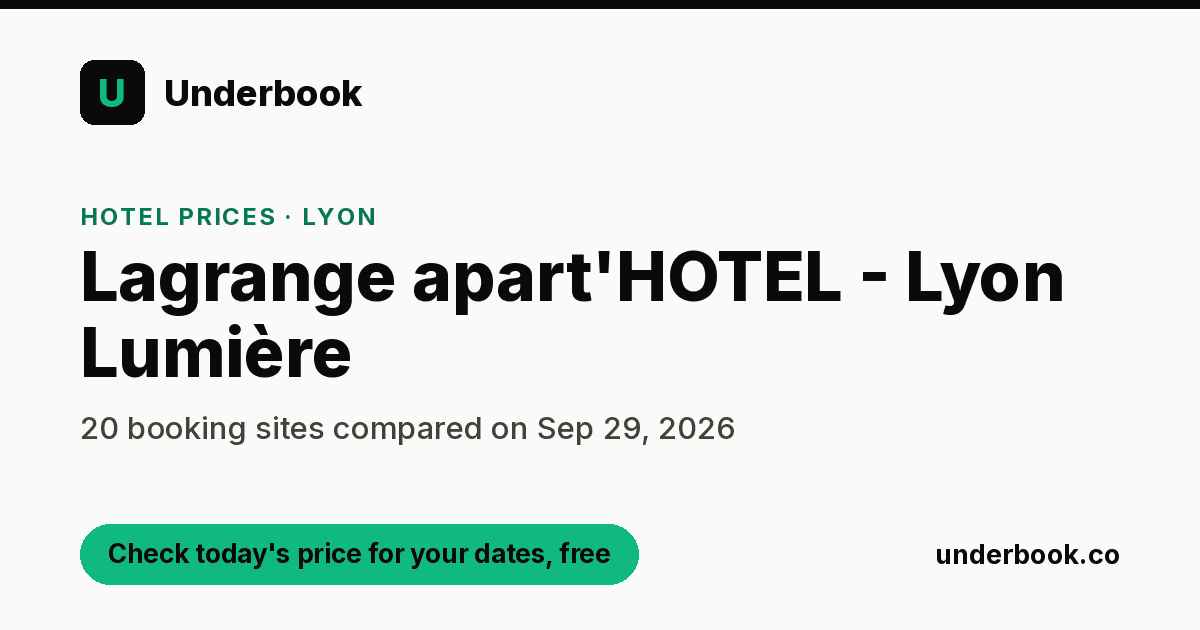 U Underbook
HOTEL PRICES · LYON
Lagrange apart'HOTEL - Lyon
Lumière
20 booking sites compared on Sep 29, 2026
Check today's price for your dates, free
underbook.co